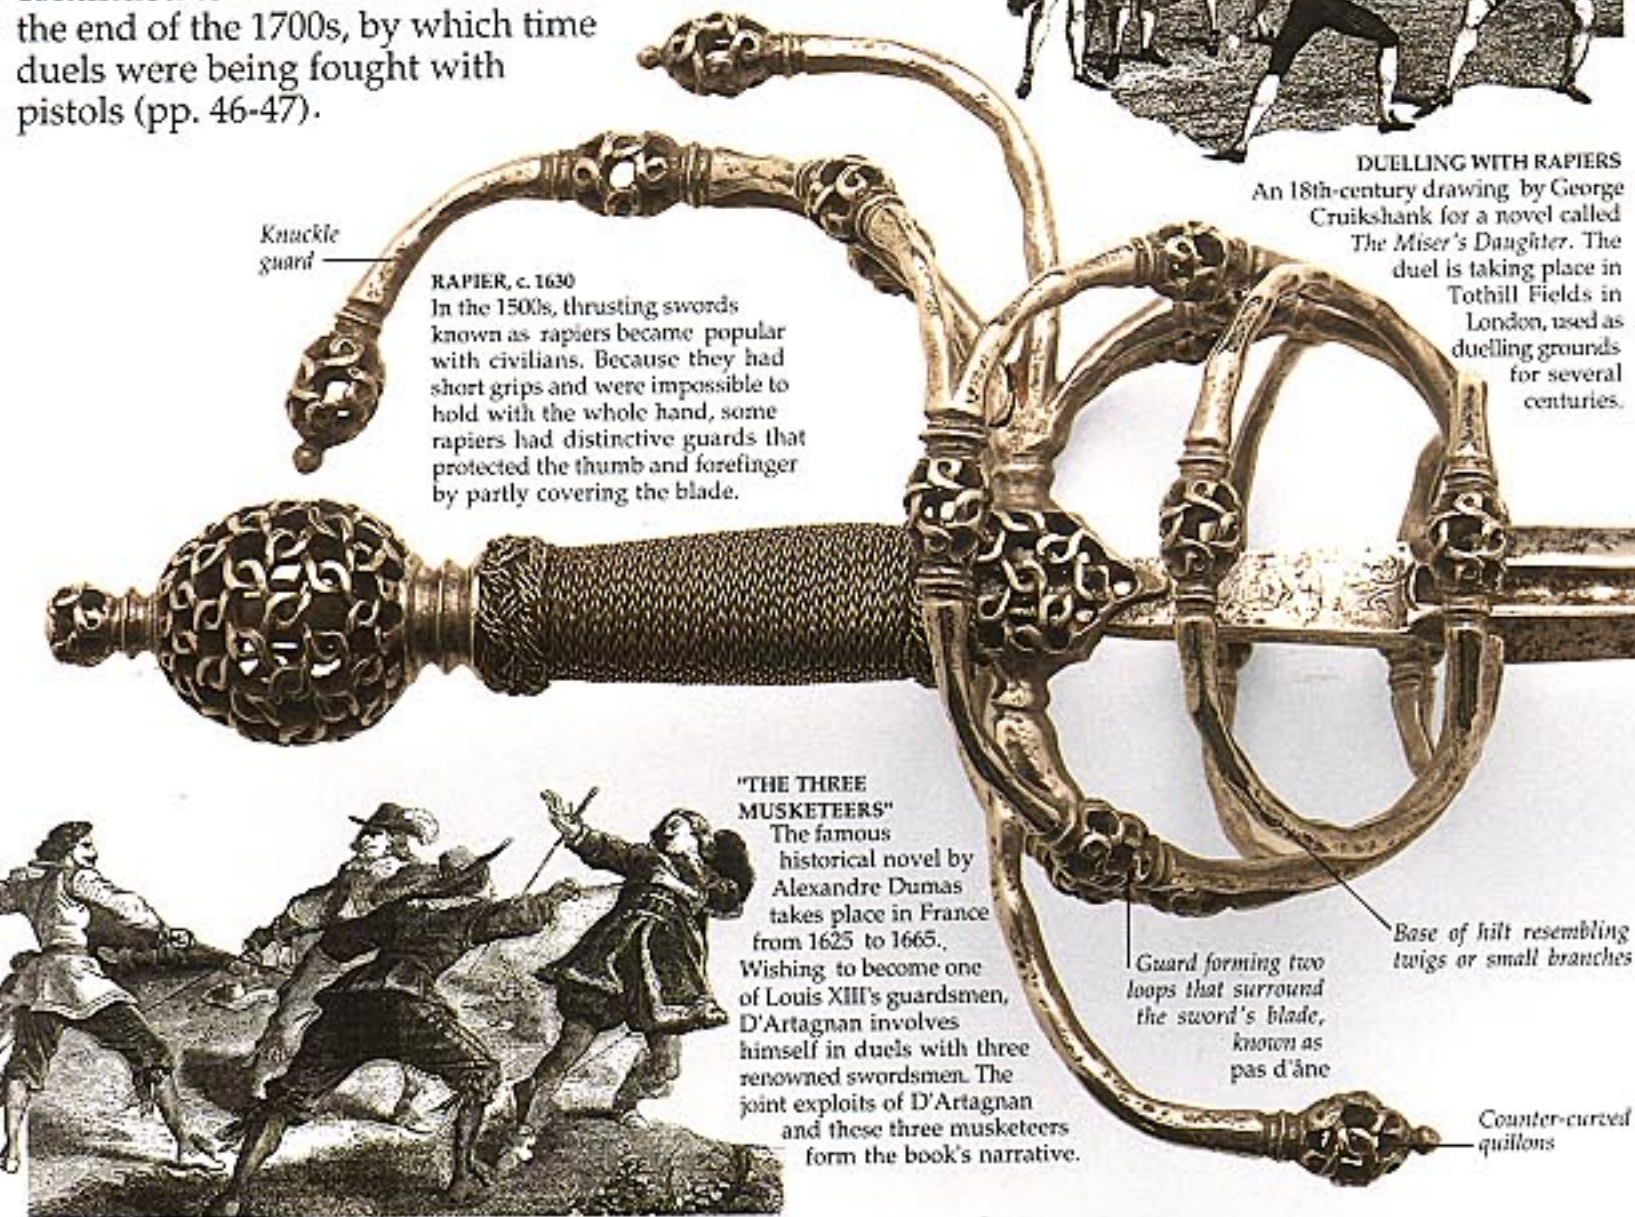 the end of the 1700s, by which time
duels were being fought with
pistols (pp. 46-47).
DUELLING WITH RAPIERS
An 18th-century drawing by George
Cruikshank for a novel called
The Miser's Daughter. The
duel is taking place in
Tothill Fields in
London, used as
duelling grounds
for several
centuries.
Knuckle
guard
RAPIER, c. 1630
In the 1500s, thrusting swords
known as rapiers became popular
with civilians. Because they had
short grips and were impossible to
hold with the whole hand, some
rapiers had distinctive guards that
protected the thumb and forefinger
by partly covering the blade.
"THE THREE
MUSKETEERS"
The famous
historical novel by
Alexandre Dumas
takes place in France
from 1625 to 1665.
Wishing to become one
of Louis XIII's guardsmen,
D'Artagnan involves
himself in duels with three
renowned swordsmen. The
joint exploits of D'Artagnan
and these three musketeers
form the book's narrative.
Guard forming two
loops that surround
the sword's blade,
known as
pas d'âne
Base of hilt resembling
twigs or small branches
Counter-curved
quillons